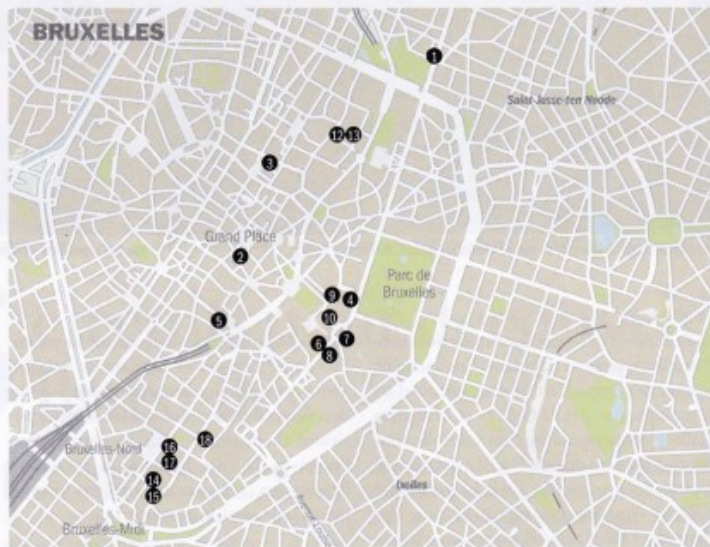 BRUXELLES
1
Saint-Josse-ten Noode
12 13
3
Grand Place
2
Parc de
Bruxelles
9 4
10
5
7
6
8
18
Bruxelles-Nord
16
17
14
15
Ixelles
Bruxelles-Midi